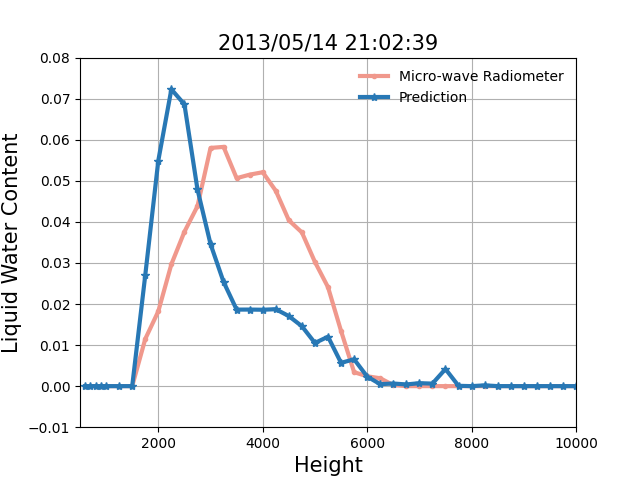 2013/05/14 21:02:39
0.08
0.07
0.06
0.05
0.04
0.03
0.02
0.01
0.00
−0.01
Liquid Water Content
Micro-wave Radiometer
Prediction
2000 4000 6000 8000 10000
Height